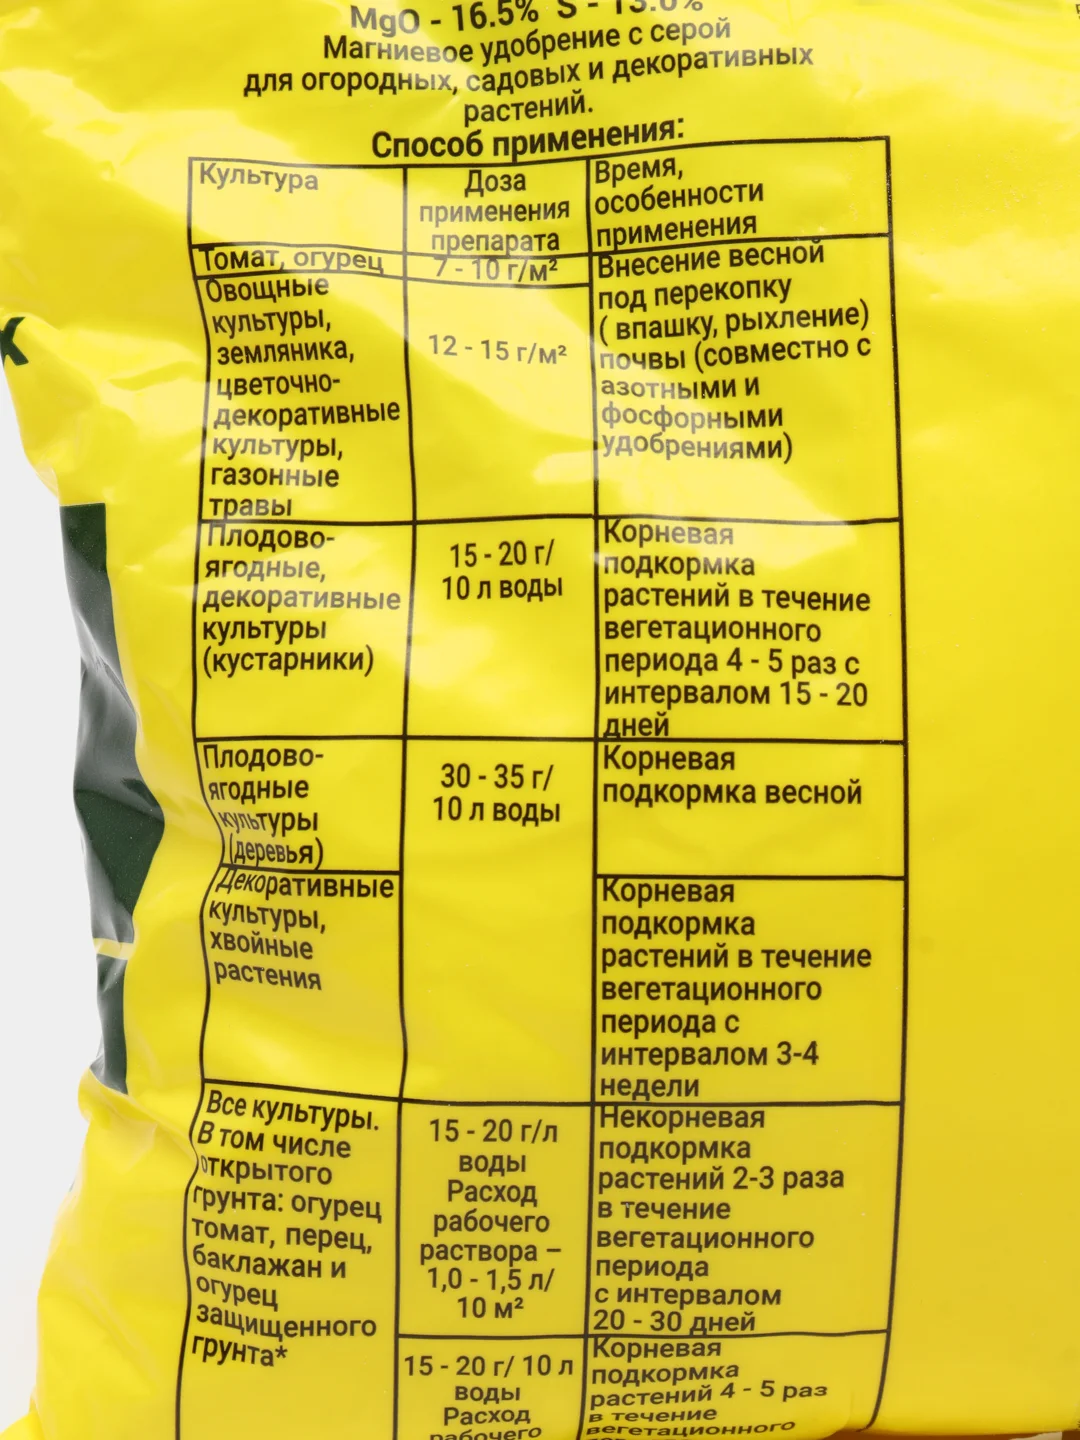 MgO - 16.5% S - 13.0%
Магниевое удобрение с серой
для огородных, садовых и декоративных
растений.
Способ применения:
Культура
Доза
применения
препарата
Время,
особенности
применения
Томат, огурец
7 - 10 г/м²
Внесение весной
под перекопку
( впашку, рыхление)
почвы (совместно с
азотными и
фосфорными
удобрениями)
Овощные
культуры,
земляника,
цветочно-
декоративные
культуры,
газонные
травы
12 - 15 г/м²
Плодово-
ягодные,
декоративные
культуры
(кустарники)
15 - 20 г/
10 л воды
Корневая
подкормка
растений в течение
вегетационного
периода 4 - 5 раз с
интервалом 15 - 20
дней
Плодово-
ягодные
культуры
(деревья)
30 - 35 г/
10 л воды
Корневая
подкормка весной
Декоративные
культуры,
хвойные
растения
Корневая
подкормка
растений в течение
вегетационного
периода с
интервалом 3-4
недели
Все культуры.
В том числе
открытого
грунта: огурец
томат, перец,
баклажан и
огурец
защищенного
грунта*
15 - 20 г/л
воды
Расход
рабочего
раствора –
1,0 - 1,5 л/
10 м²
Некорневая
подкормка
растений 2-3 раза
в течение
вегетационного
периода
с интервалом
20 - 30 дней
15 - 20 г/ 10 л
воды
Расход
рабочего
Корневая
подкормка
растений 4 - 5 раз
в течение
вегетационного